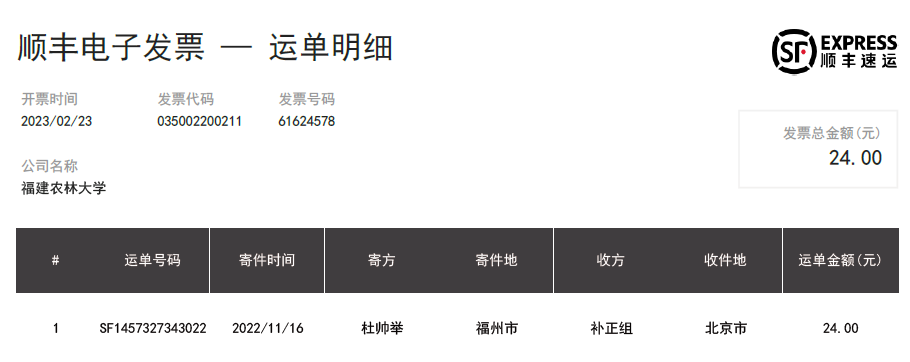 顺丰电子发票 — 运单明细
SF EXPRESS
顺丰速运
开票时间 发票代码 发票号码
2023/02/23 035002200211 61624578
发票总金额(元)
24.00
公司名称
福建农林大学
# 运单号码 寄件时间 寄方 寄件地 收方 收件地 运单金额(元)
1 SF1457327343022 2022/11/16 杜帅举 福州市 补正组 北京市 24.00